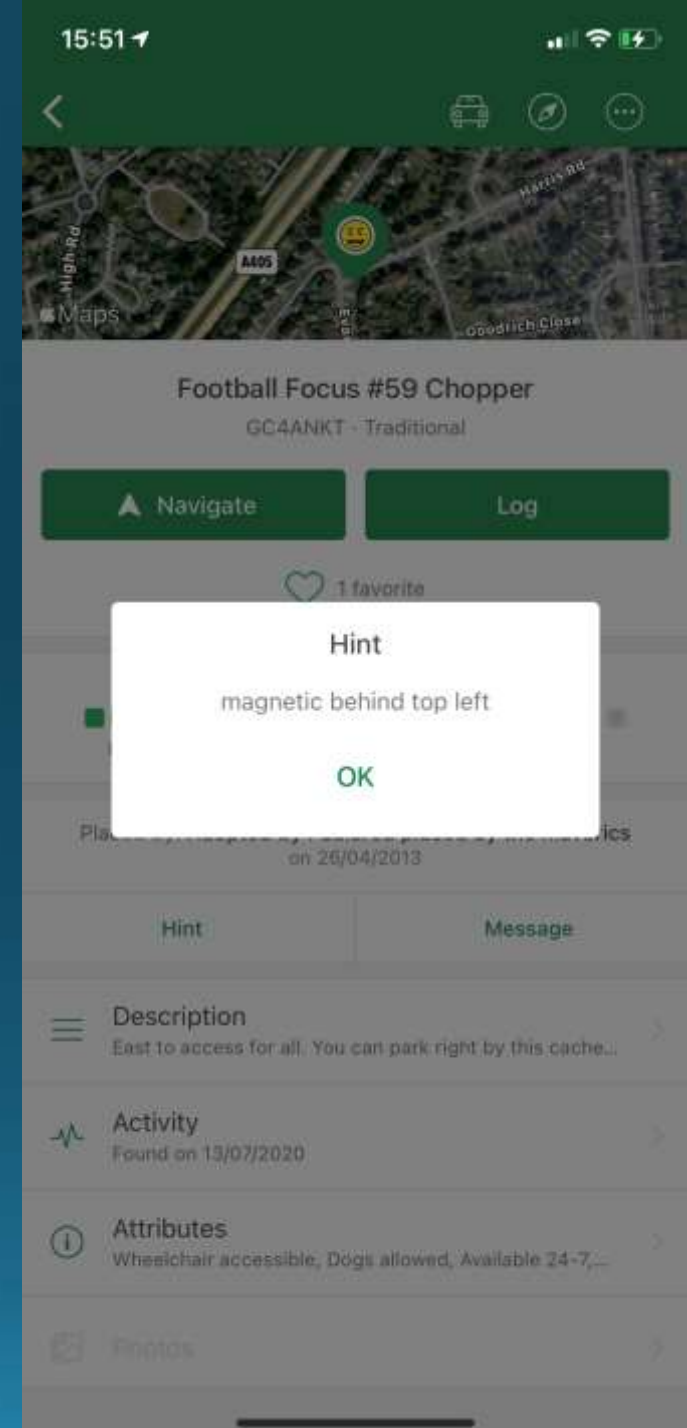 15:51
Harris Rd
High Rd
A405
Maps
Goodrich Close
Football Focus #59 Chopper
GC4ANKT · Traditional
Navigate
Log
1 favorite
Hint
magnetic behind top left
OK
on 26/04/2013
Hint
Message
Description
East to access for all. You can park right by this cache...
Activity
Found on 13/07/2020
Attributes
Wheelchair accessible, Dogs allowed, Available 24-7,...
Photos